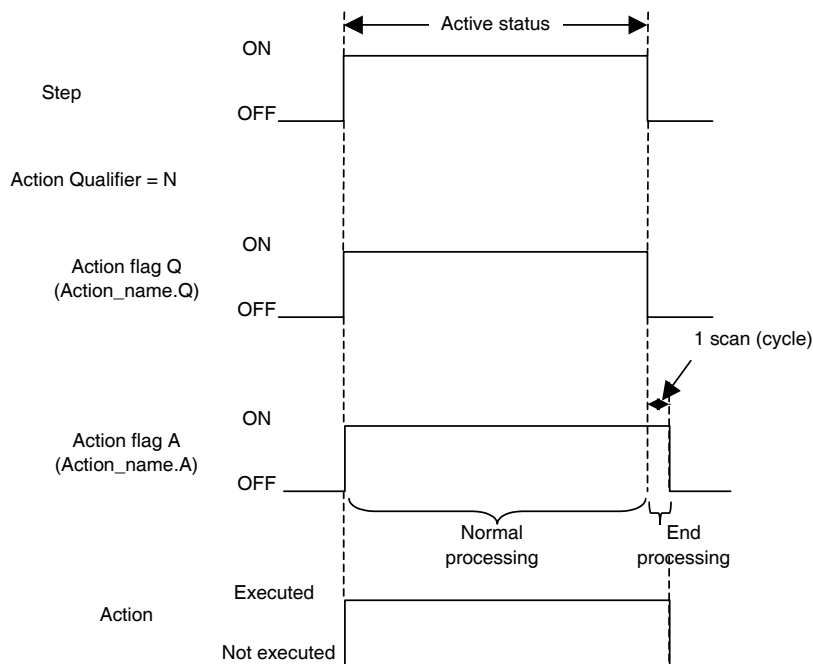 Active status
ON
Step
OFF
Action Qualifier = N
ON
Action flag Q
(Action_name.Q)
OFF
1 scan (cycle)
ON
Action flag A
(Action_name.A)
OFF
Normal
processing
End
processing
Executed
Action
Not executed